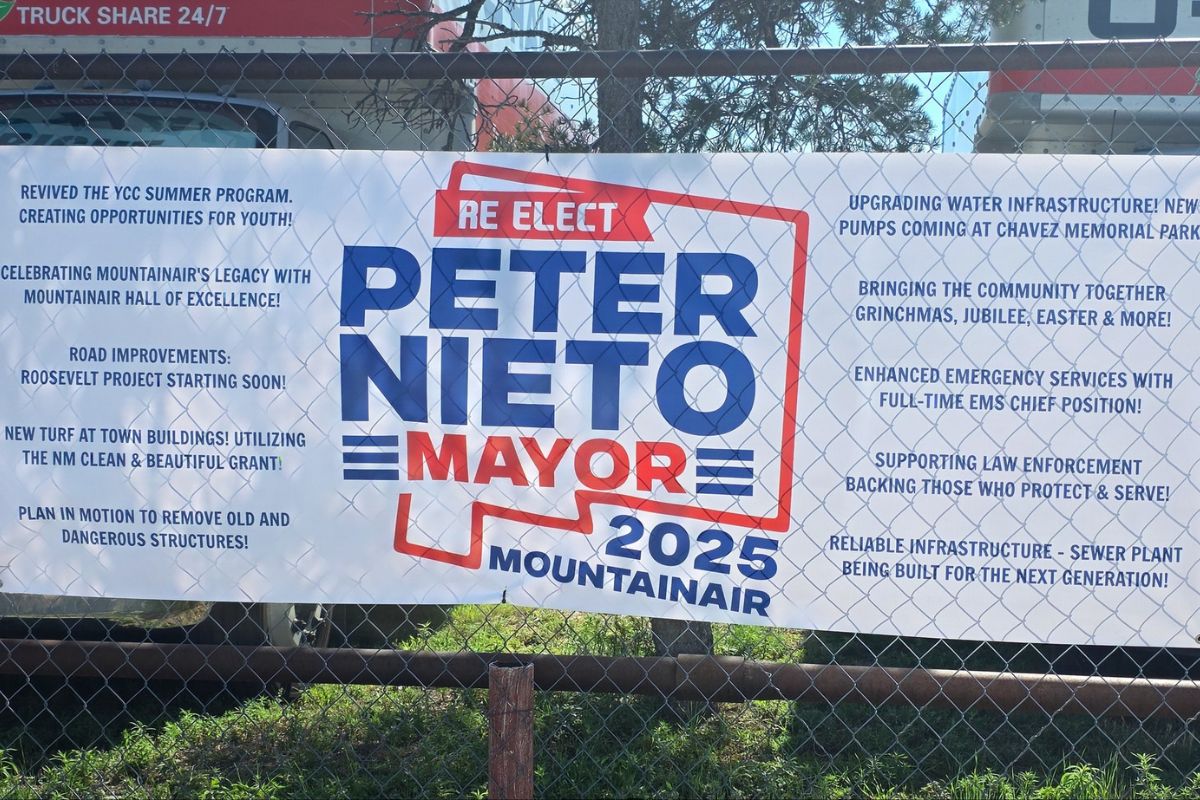 TRUCK SHARE 24/7
REVIVED THE YCC SUMMER PROGRAM.
CREATING OPPORTUNITIES FOR YOUTH!
CELEBRATING MOUNTAINAIR'S LEGACY WITH
MOUNTAINAIR HALL OF EXCELLENCE!
ROAD IMPROVEMENTS:
ROOSEVELT PROJECT STARTING SOON!
NEW TURF AT TOWN BUILDINGS! UTILIZING
THE NM CLEAN & BEAUTIFUL GRANT!
PLAN IN MOTION TO REMOVE OLD AND
DANGEROUS STRUCTURES!
RE ELECT
PETER
NIETO
MAYOR
2025
MOUNTAINAIR
UPGRADING WATER INFRASTRUCTURE! NEW
PUMPS COMING AT CHAVEZ MEMORIAL PARK
BRINGING THE COMMUNITY TOGETHER
GRINCHMAS, JUBILEE, EASTER & MORE!
ENHANCED EMERGENCY SERVICES WITH
FULL-TIME EMS CHIEF POSITION!
SUPPORTING LAW ENFORCEMENT
BACKING THOSE WHO PROTECT & SERVE!
RELIABLE INFRASTRUCTURE - SEWER PLANT
BEING BUILT FOR THE NEXT GENERATION!